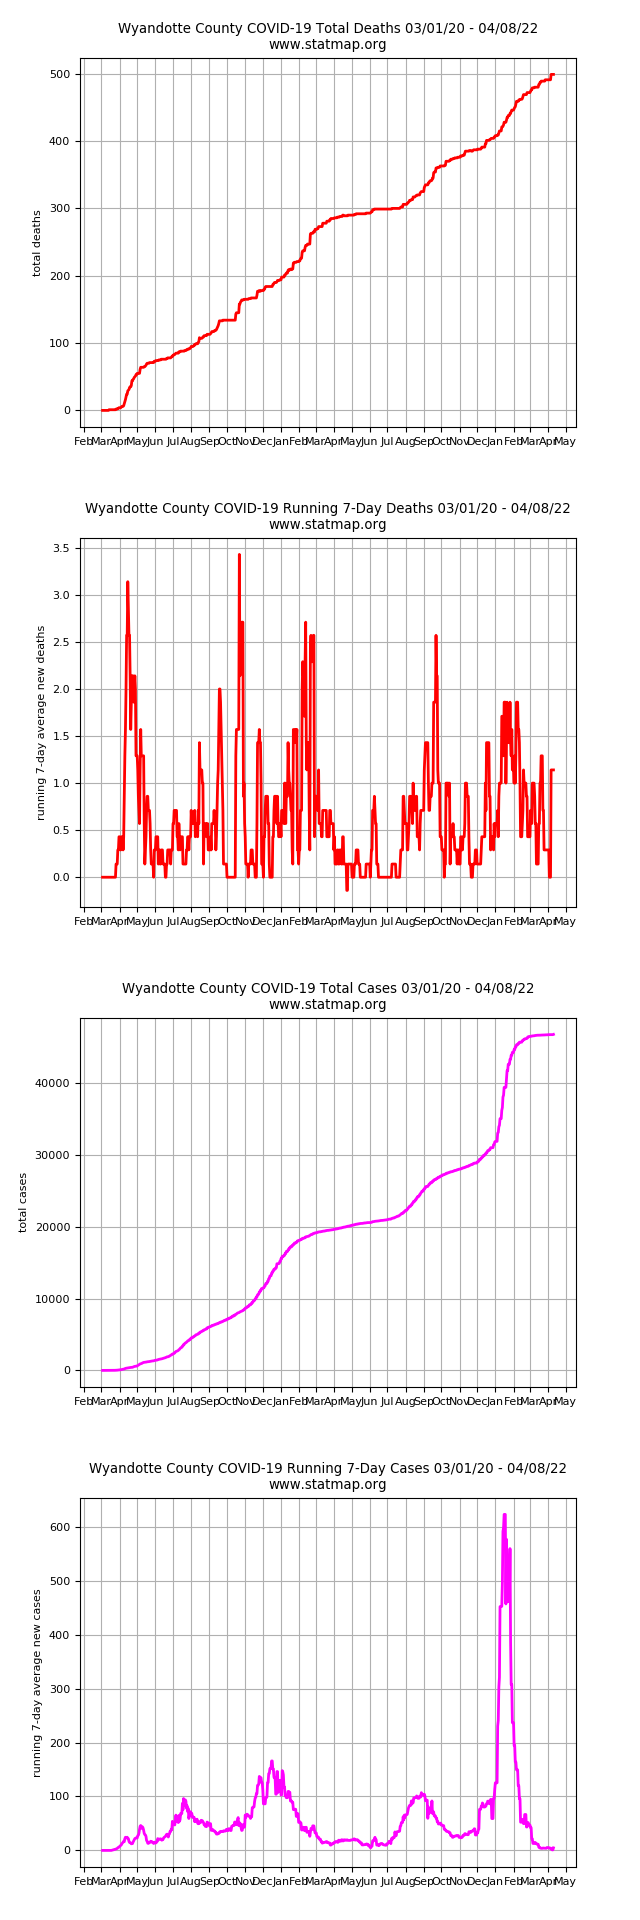 Wyandotte County COVID-19 Total Deaths 03/01/20 - 04/08/22
www.statmap.org
500
400
300
200
100
0
total deaths
Feb Mar Apr May Jun Jul Aug Sep Oct Nov Dec Jan Feb Mar Apr May Jun Jul Aug Sep Oct Nov Dec Jan Feb Mar Apr May
Wyandotte County COVID-19 Running 7-Day Deaths 03/01/20 - 04/08/22
www.statmap.org
3.5
3.0
2.5
2.0
1.5
1.0
0.5
0.0
running 7-day average new deaths
Feb Mar Apr May Jun Jul Aug Sep Oct Nov Dec Jan Feb Mar Apr May Jun Jul Aug Sep Oct Nov Dec Jan Feb Mar Apr May
Wyandotte County COVID-19 Total Cases 03/01/20 - 04/08/22
www.statmap.org
40000
30000
20000
10000
0
total cases
Feb Mar Apr May Jun Jul Aug Sep Oct Nov Dec Jan Feb Mar Apr May Jun Jul Aug Sep Oct Nov Dec Jan Feb Mar Apr May
Wyandotte County COVID-19 Running 7-Day Cases 03/01/20 - 04/08/22
www.statmap.org
600
500
400
300
200
100
0
running 7-day average new cases
Feb Mar Apr May Jun Jul Aug Sep Oct Nov Dec Jan Feb Mar Apr May Jun Jul Aug Sep Oct Nov Dec Jan Feb Mar Apr May